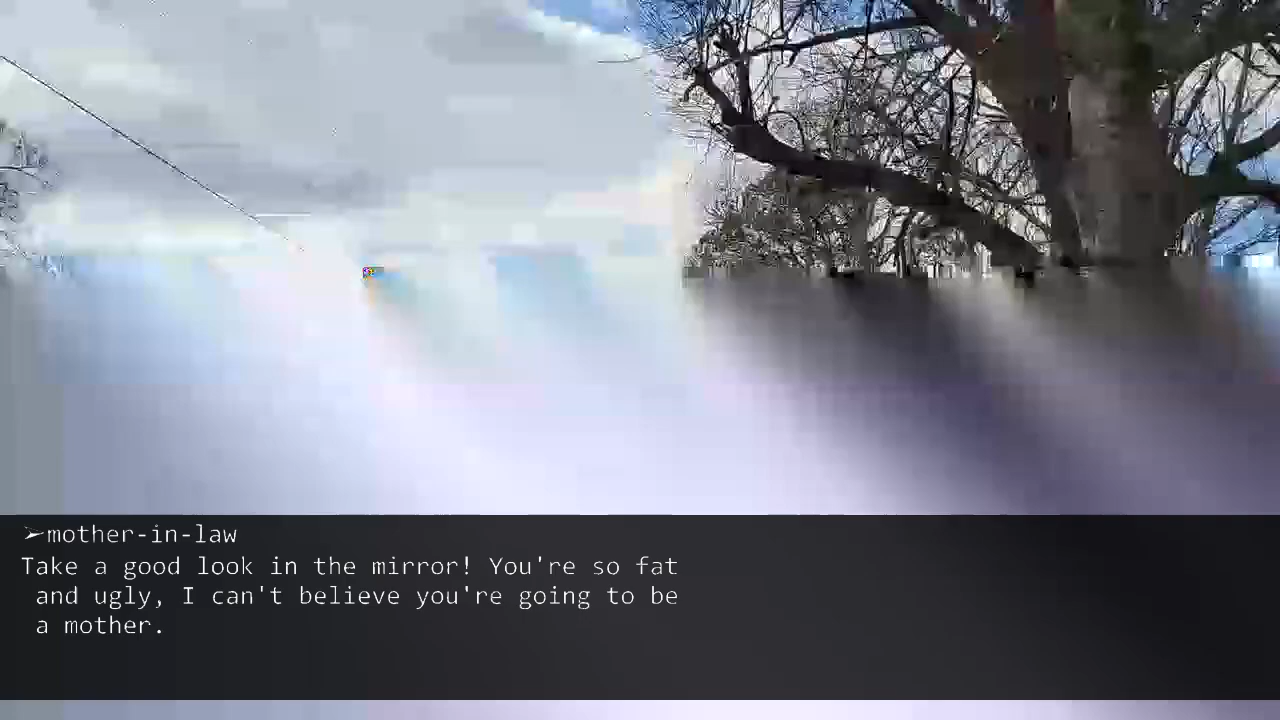 ➢mother-in-law
Take a good look in the mirror! You're so fat
and ugly, I can't believe you're going to be
a mother.